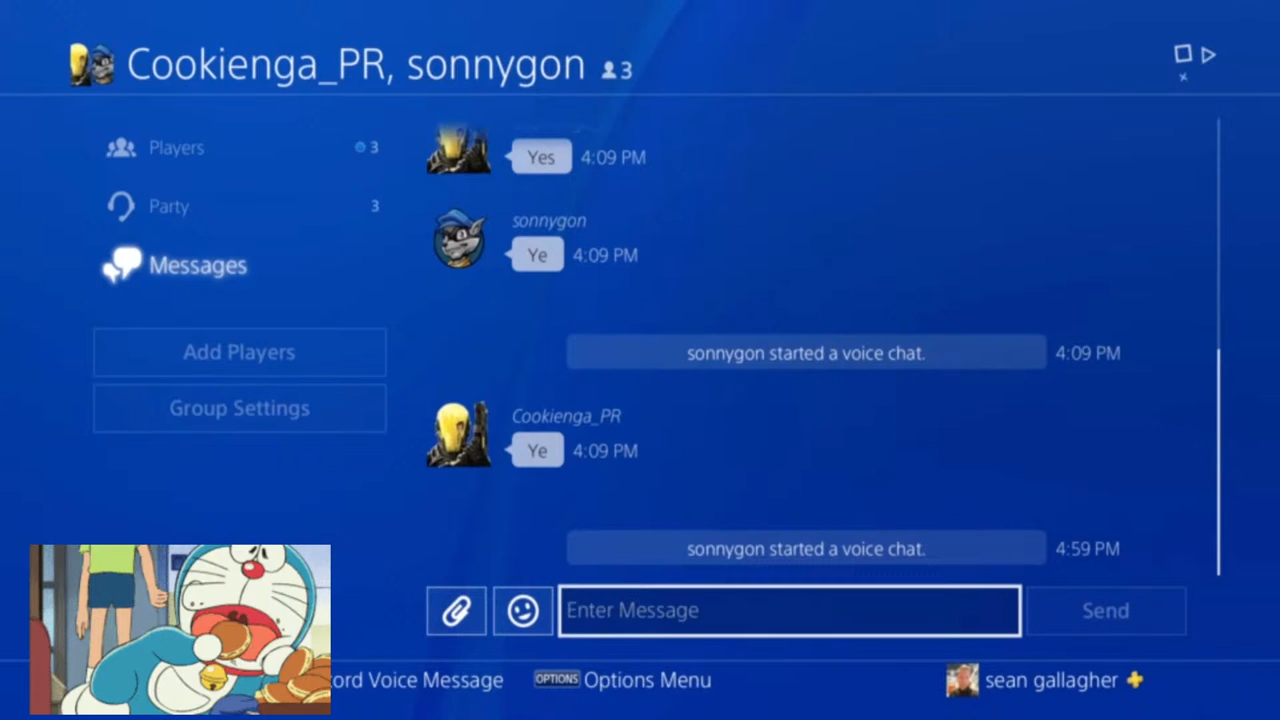 Cookienga_PR, sonnygon 3
Players 3
Party 3
Messages
Add Players
Group Settings
Yes 4:09 PM
sonnygon
Ye 4:09 PM
sonnygon started a voice chat. 4:09 PM
Cookienga_PR
Ye 4:09 PM
sonnygon started a voice chat. 4:59 PM
Enter Message
Send
ord Voice Message
OPTIONS Options Menu
sean gallagher